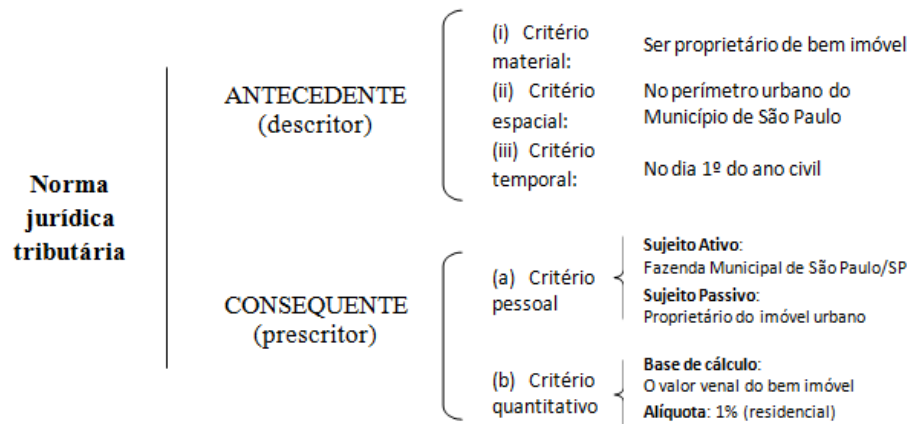 Norma
jurídica
tributária
ANTECEDENTE
(descritor)
(i) Critério
material:
Ser proprietário de bem imóvel
(ii) Critério
espacial:
No perímetro urbano do
Município de São Paulo
(iii) Critério
temporal:
No dia 1º do ano civil
CONSEQUENTE
(prescritor)
(a) Critério
pessoal
Sujeito Ativo:
Fazenda Municipal de São Paulo/SP
Sujeito Passivo:
Proprietário do imóvel urbano
(b) Critério
quantitativo
Base de cálculo:
O valor venal do bem imóvel
Alíquota: 1% (residencial)